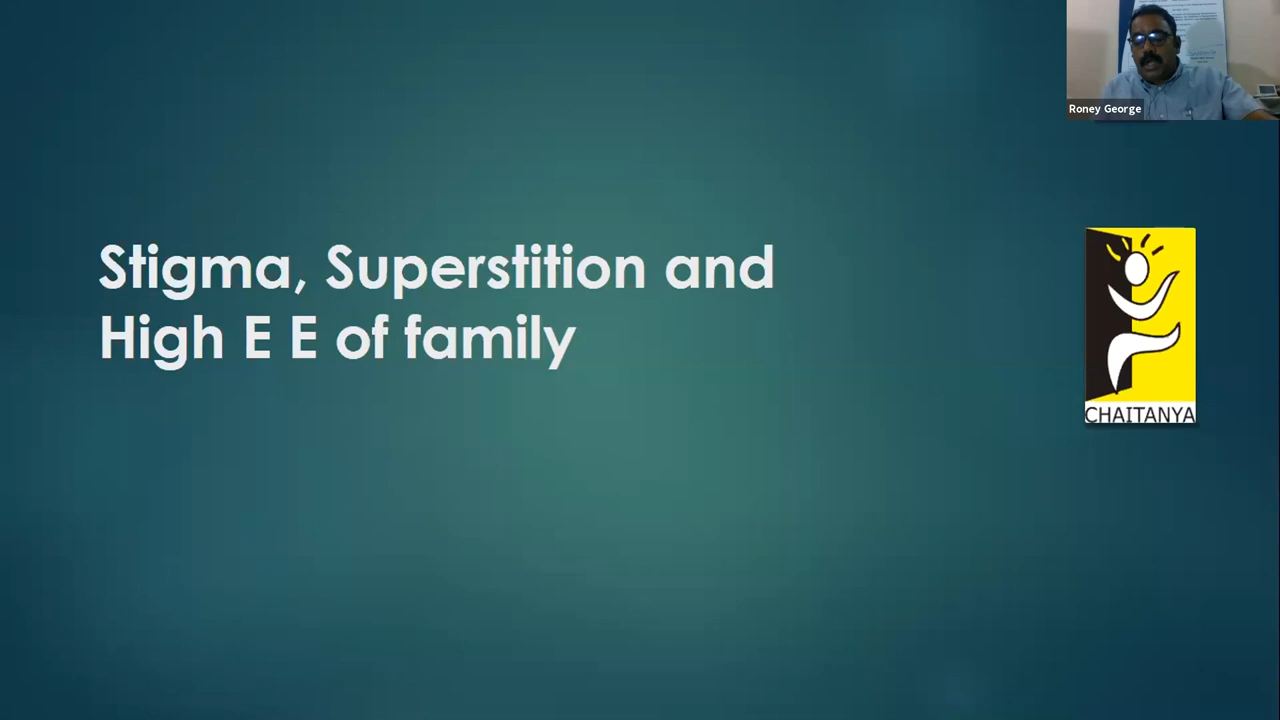 Roney George
Stigma, Superstition and
High E E of family
CHAITANYA